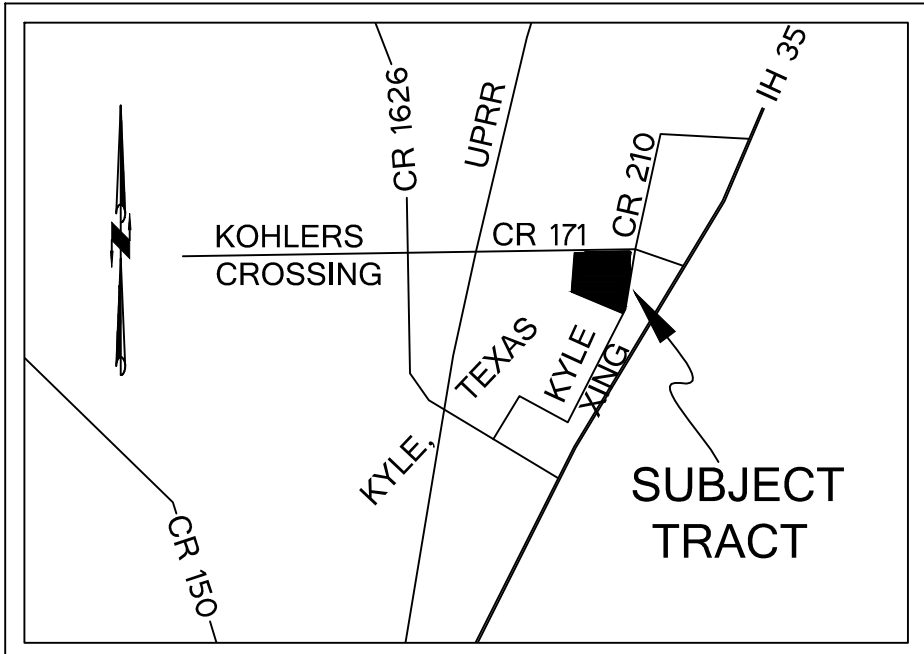 IH 35
CR 1626
UPRR
CR 210
KOHLERS
CROSSING
CR 171
TEXAS
KYLE
XING
KYLE,
SUBJECT
TRACT
CR 150